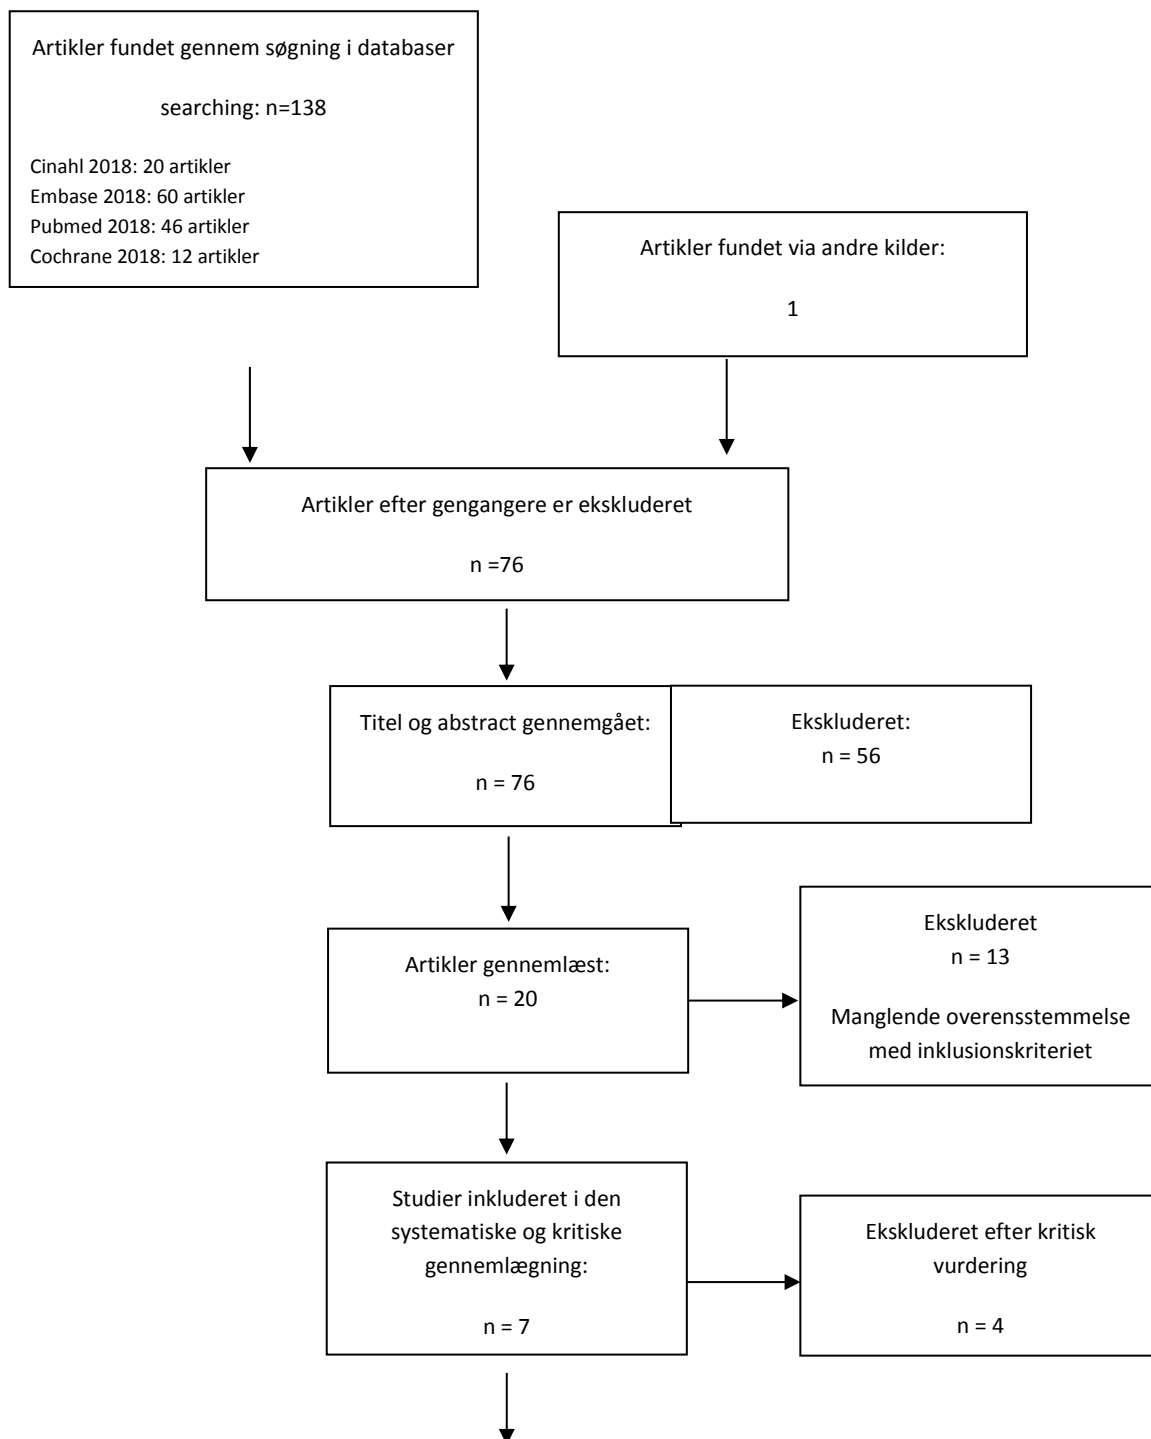 Artikler fundet gennem søgning i databaser
searching: n=138
Cinahl 2018: 20 artikler
Embase 2018: 60 artikler
Pubmed 2018: 46 artikler
Cochrane 2018: 12 artikler
Artikler fundet via andre kilder:
1
Artikler efter gengangere er ekskluderet
n =76
Titel og abstract gennemgået:
n = 76
Ekskluderet:
n = 56
Artikler gennemlæst:
n = 20
Ekskluderet
n = 13
Manglende overensstemmelse
med inklusionskriteriet
Studier inkluderet i den
systematiske og kritiske
gennemlægning:
n = 7
Ekskluderet efter kritisk
vurdering
n = 4